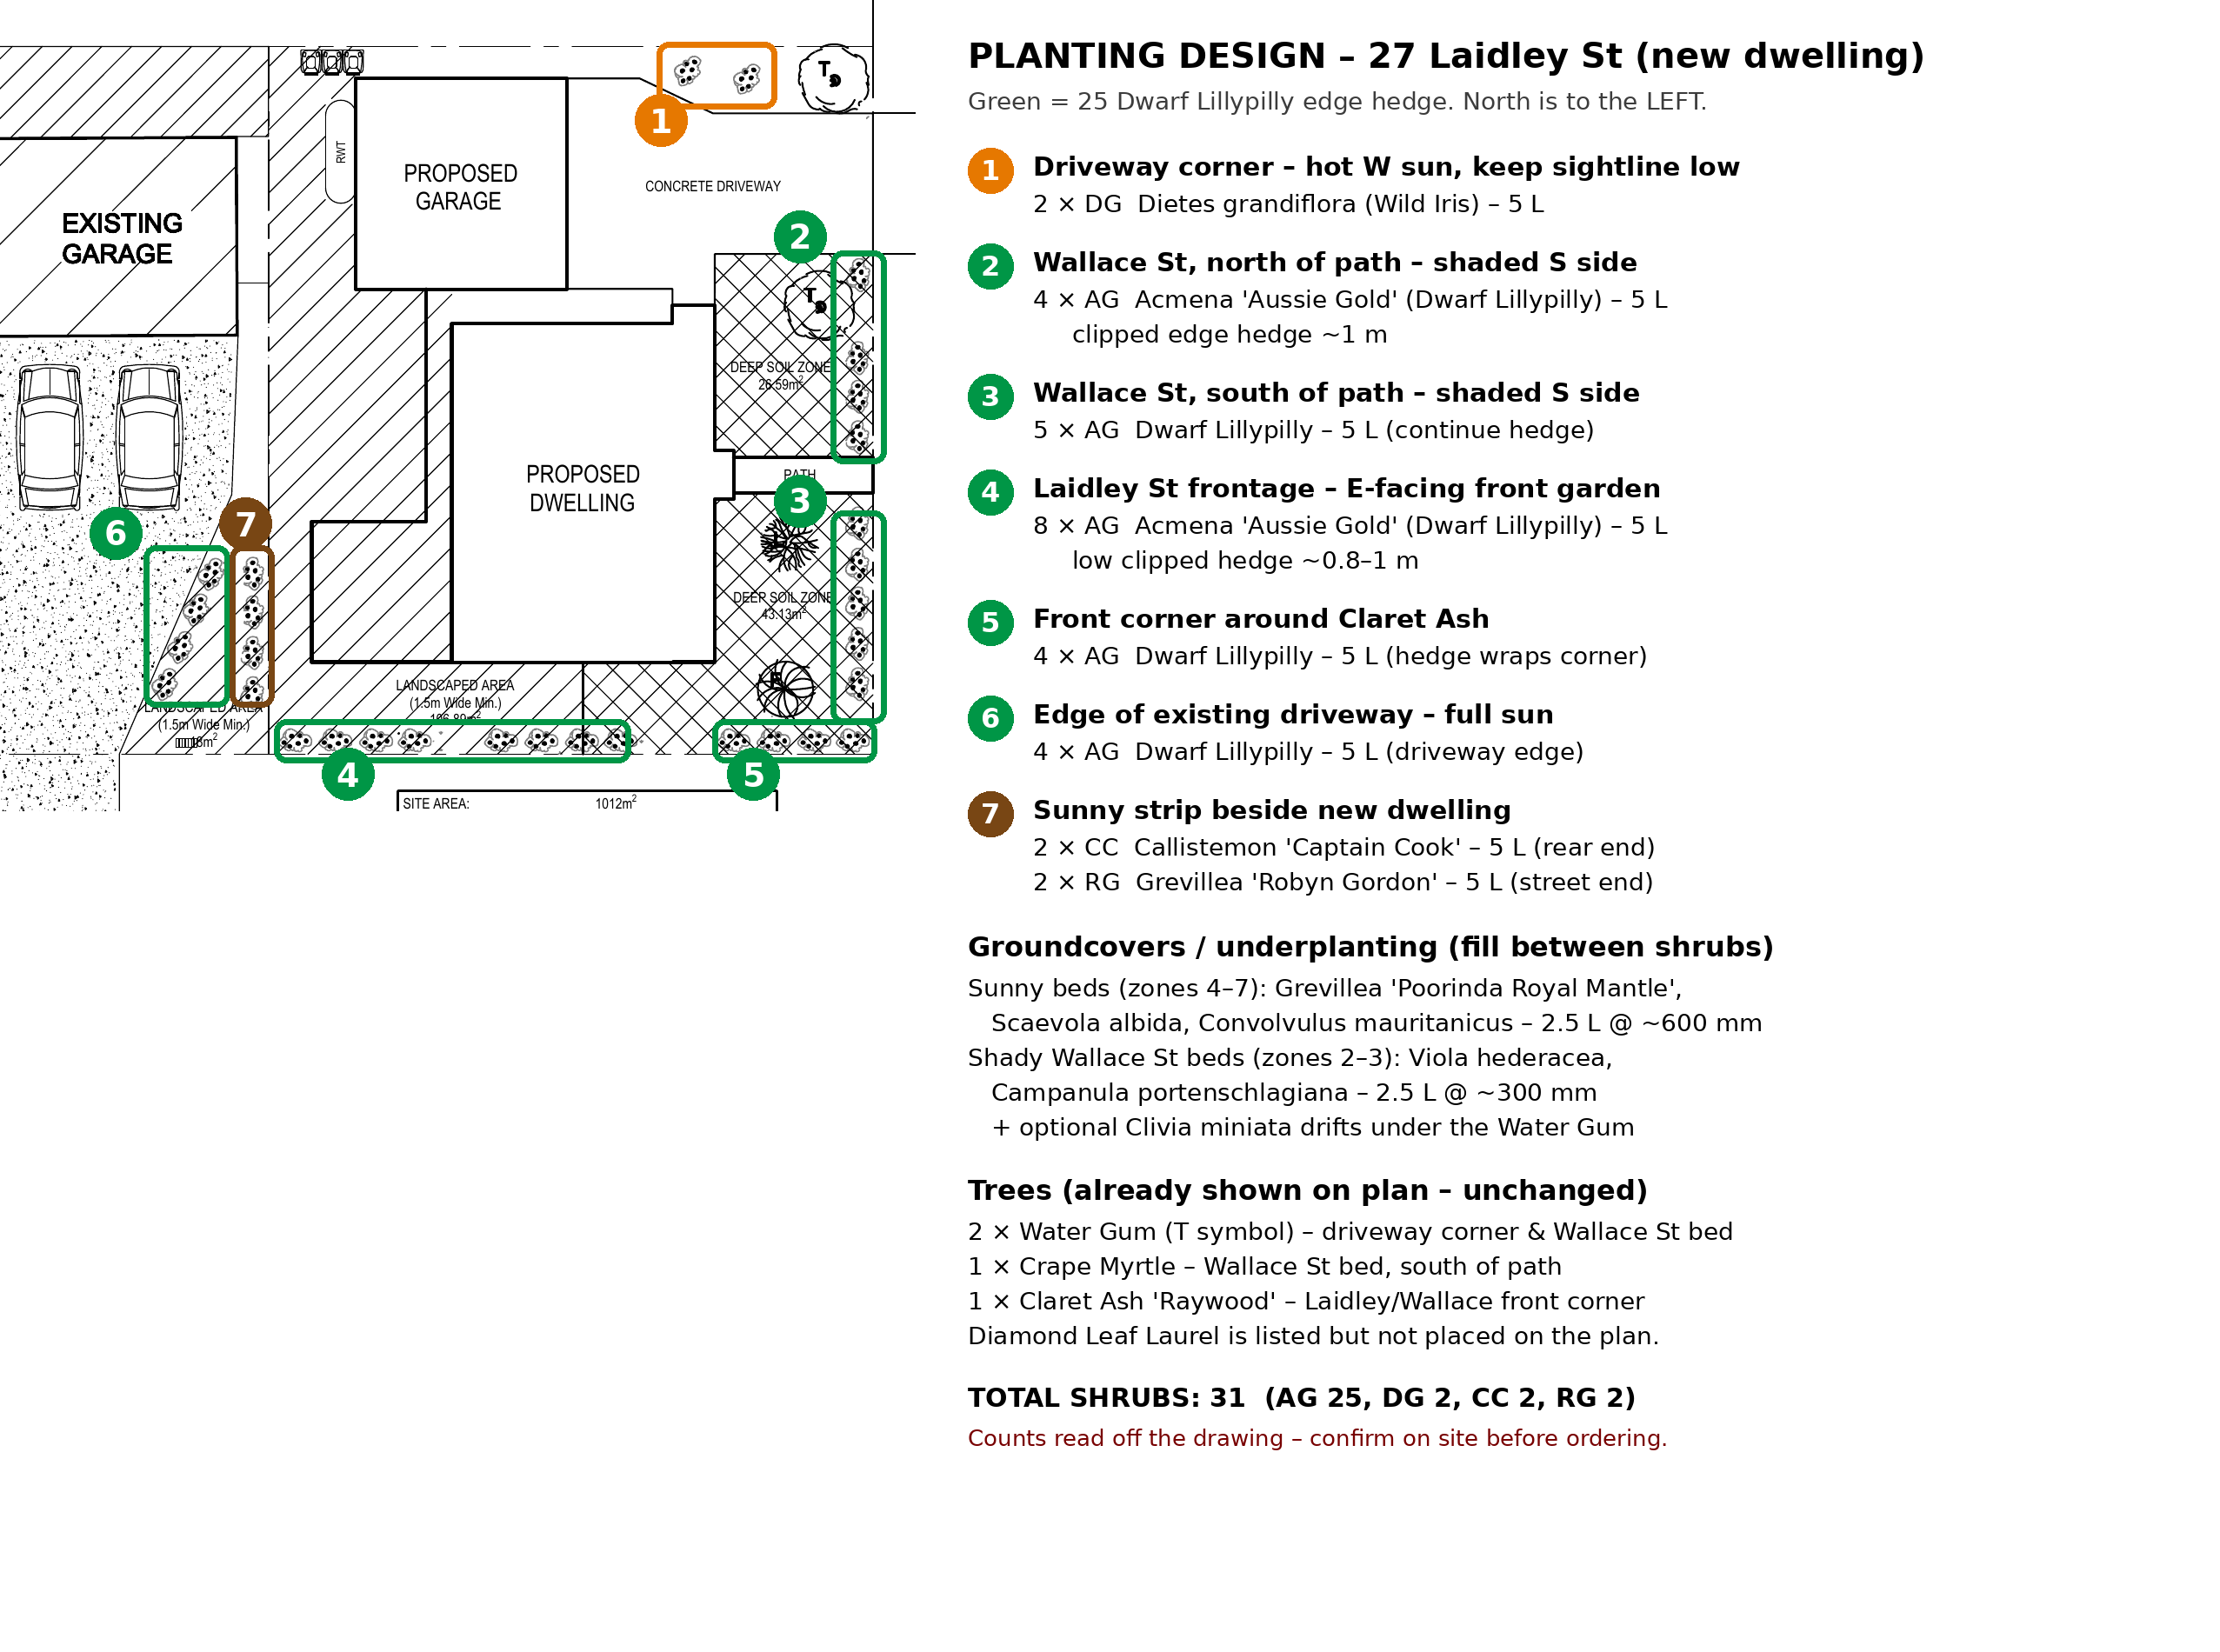 PLANTING DESIGN – 27 Laidley St (new dwelling)
Green = 25 Dwarf Lillypilly edge hedge. North is to the LEFT.
1 Driveway corner – hot W sun, keep sightline low
2 × DG Dietes grandiflora (Wild Iris) – 5 L
2 Wallace St, north of path – shaded S side
4 × AG Acmena 'Aussie Gold' (Dwarf Lillypilly) – 5 L
clipped edge hedge ~1 m
3 Wallace St, south of path – shaded S side
5 × AG Dwarf Lillypilly – 5 L (continue hedge)
4 Laidley St frontage – E-facing front garden
8 × AG Acmena 'Aussie Gold' (Dwarf Lillypilly) – 5 L
low clipped hedge ~0.8–1 m
5 Front corner around Claret Ash
4 × AG Dwarf Lillypilly – 5 L (hedge wraps corner)
6 Edge of existing driveway – full sun
4 × AG Dwarf Lillypilly – 5 L (driveway edge)
7 Sunny strip beside new dwelling
2 × CC Callistemon 'Captain Cook' – 5 L (rear end)
2 × RG Grevillea 'Robyn Gordon' – 5 L (street end)
Groundcovers / underplanting (fill between shrubs)
Sunny beds (zones 4–7): Grevillea 'Poorinda Royal Mantle',
Scaevola albida, Convolvulus mauritanicus – 2.5 L @ ~600 mm
Shady Wallace St beds (zones 2–3): Viola hederacea,
Campanula portenschlagiana – 2.5 L @ ~300 mm
+ optional Clivia miniata drifts under the Water Gum
Trees (already shown on plan – unchanged)
2 × Water Gum (T symbol) – driveway corner & Wallace St bed
1 × Crape Myrtle – Wallace St bed, south of path
1 × Claret Ash 'Raywood' – Laidley/Wallace front corner
Diamond Leaf Laurel is listed but not placed on the plan.
TOTAL SHRUBS: 31 (AG 25, DG 2, CC 2, RG 2)
Counts read off the drawing – confirm on site before ordering.
T
1
RWT
PROPOSED
GARAGE
CONCRETE DRIVEWAY
EXISTING
GARAGE
2
T
DEEP SOIL ZONE
26.59m²
PATH
PROPOSED
DWELLING
3
6
7
DEEP SOIL ZONE
43.13m²
LANDSCAPED AREA
(1.5m Wide Min.)
LANDSCAPED AREA
(1.5m Wide Min.)
4
5
SITE AREA: 1012m²